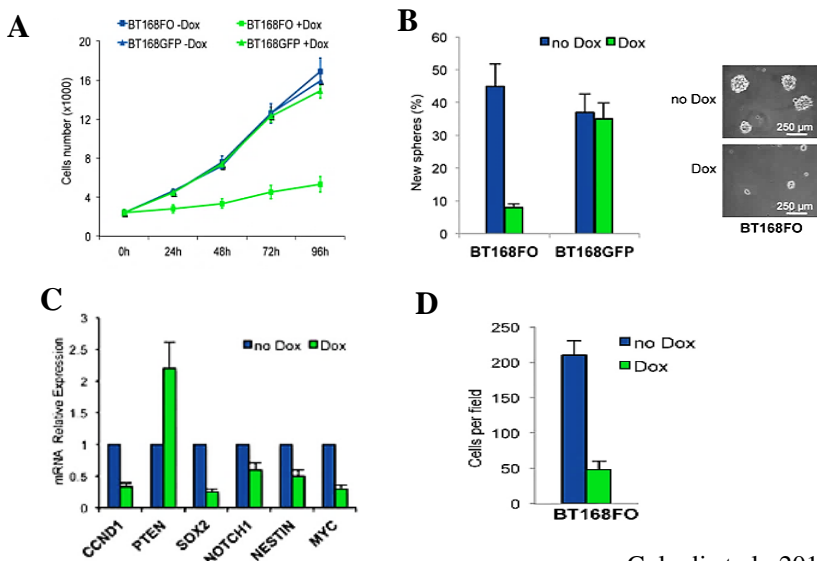 A
BT168FO -Dox
BT168FO +Dox
BT168GFP -Dox
BT168GFP +Dox
Cells number (x1000)
20
16
12
8
4
0
0h 24h 48h 72h 96h
B
no Dox Dox
New spheres (%)
60
50
40
30
20
10
0
BT168FO BT168GFP
no Dox
250 µm
Dox
250 µm
BT168FO
C
no Dox Dox
mRNA Relative Expression
3
2.5
2
1.5
1
0.5
0
CCND1 PTEN SOX2 NOTCH1 NESTIN MYC
D
no Dox
Dox
Cells per field
250
200
150
100
50
0
BT168FO